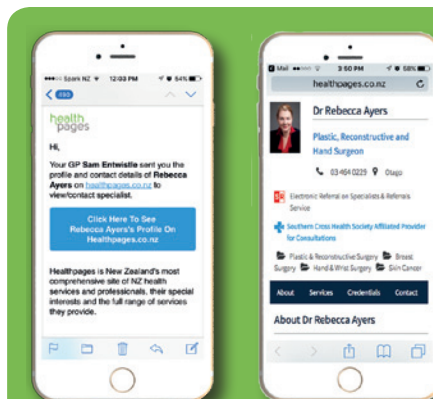 Spark NZ 12:03 PM 54%
health
pages
Hi,
Your GP Sam Entwistle sent you the
profile and contact details of Rebecca
Ayers on healthpages.co.nz to
view/contact specialist.
Click Here To See
Rebecca Ayers's Profile On
Healthpages.co.nz
Healthpages is New Zealand's most
comprehensive site of NZ health
services and professionals, their special
interests and the full range of services
they provide.
Mail 3:50 PM 58%
healthpages.co.nz
Dr Rebecca Ayers
Plastic, Reconstructive and
Hand Surgeon
03 464 0229 Otago
Electronic Referral on Specialists & Referrals
Service
Southern Cross Health Society Affiliated Provider
for Consultations
Plastic & Reconstructive Surgery Breast
Surgery Hand & Wrist Surgery Skin Cancer
About Services Credentials Contact
About Dr Rebecca Ayers